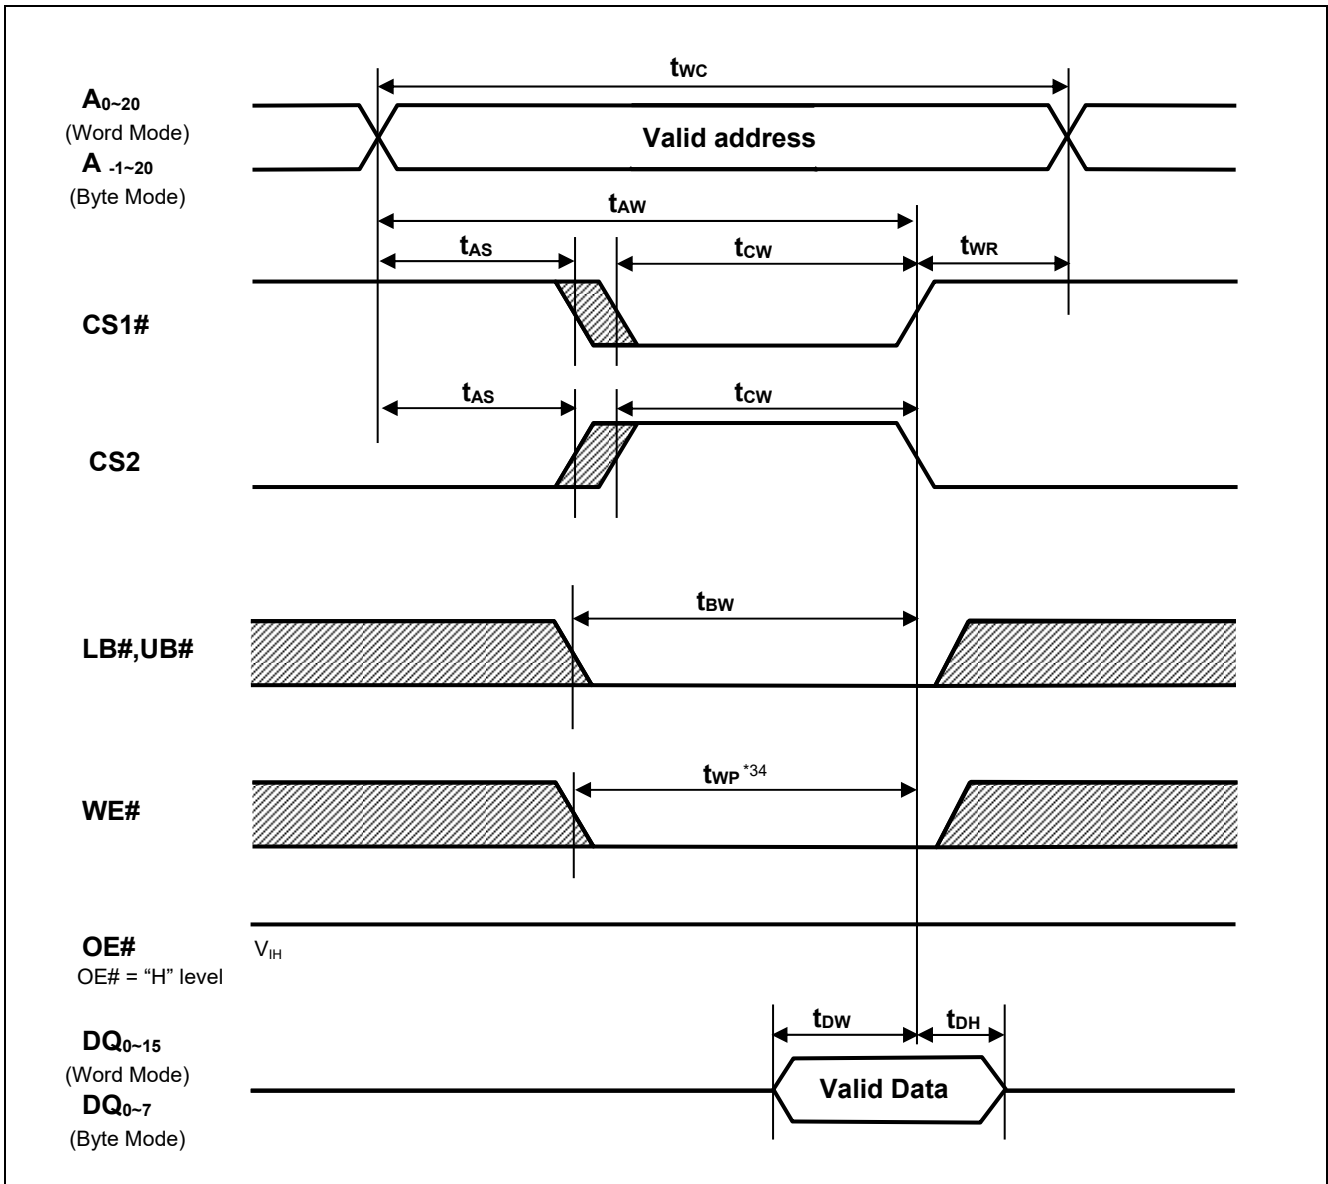 tWC
A0~20
(Word Mode)
Valid address
A -1~20
(Byte Mode)
tAW
tAS
tCW
tWR
CS1#
tAS
tCW
CS2
tBW
LB#,UB#
tWP *34
WE#
OE#
VIH
OE# = “H” level
tDW
tDH
DQ0~15
(Word Mode)
Valid Data
DQ0~7
(Byte Mode)